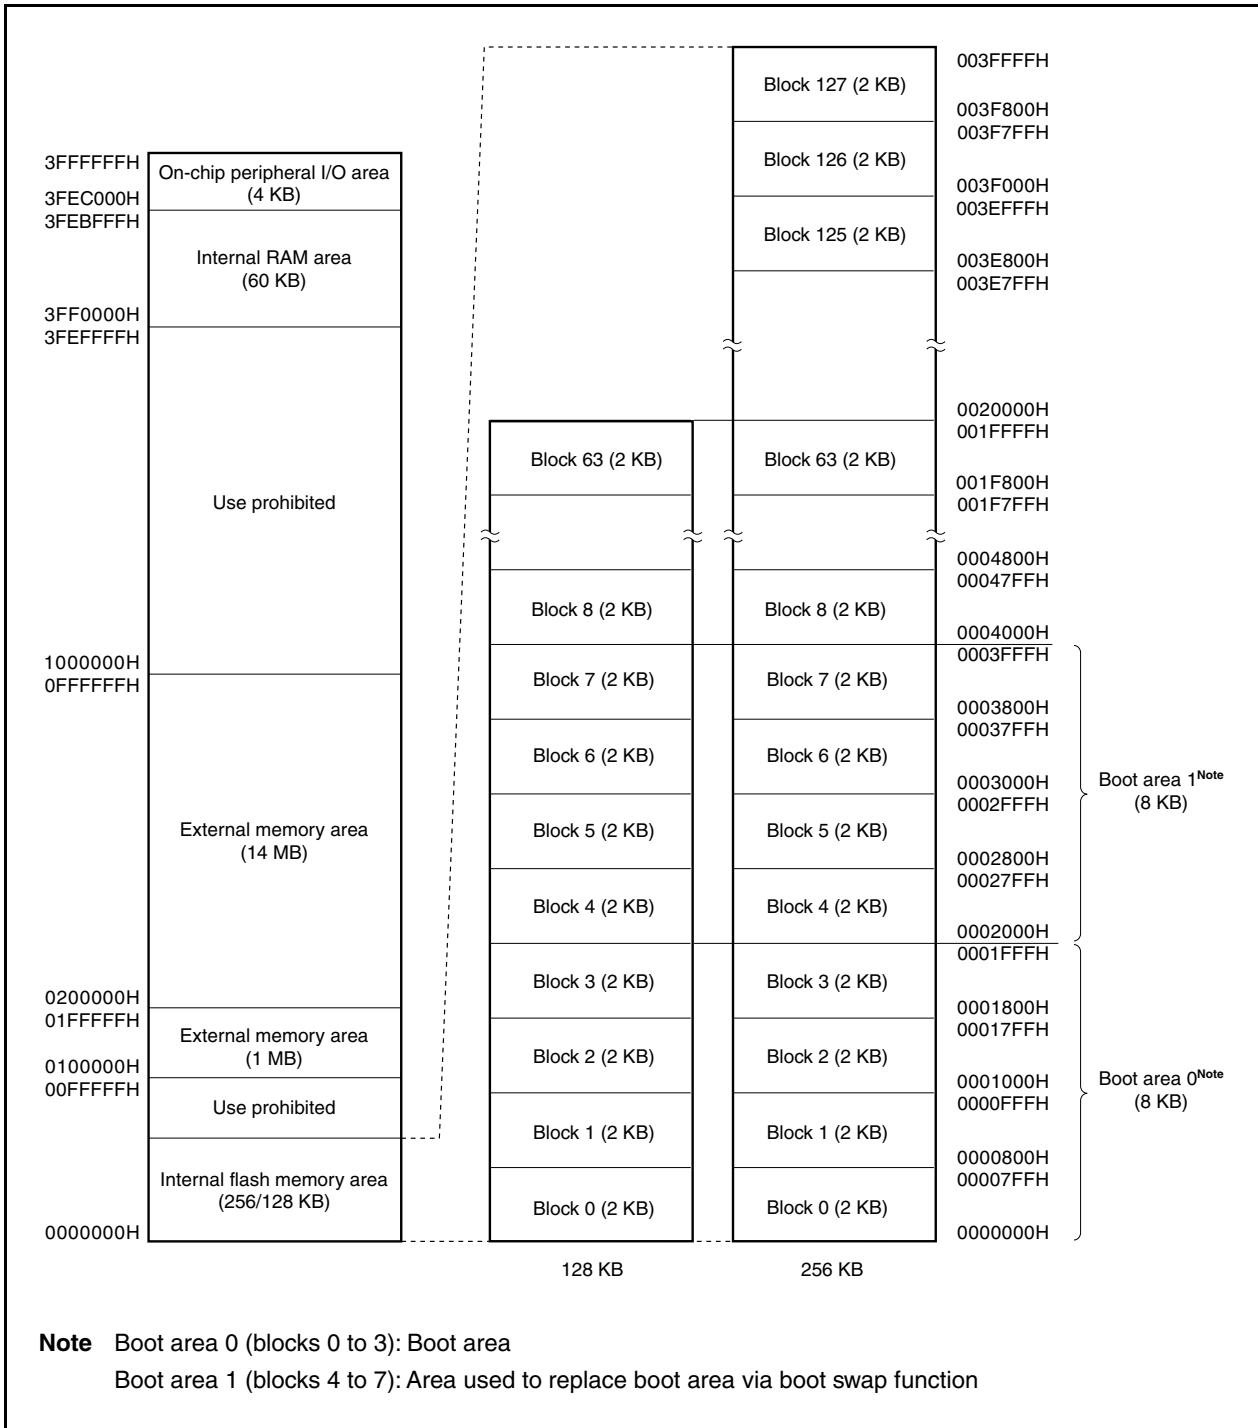 3FFFFFFH
On-chip peripheral I/O area
(4 KB)
3FEC000H
3FEBFFFH
Internal RAM area
(60 KB)
3FF0000H
3FEFFFFH
Use prohibited
1000000H
0FFFFFFH
External memory area
(14 MB)
0200000H
01FFFFFH
External memory area
(1 MB)
0100000H
00FFFFFH
Use prohibited
Internal flash memory area
(256/128 KB)
0000000H
Block 63 (2 KB)
Block 8 (2 KB)
Block 7 (2 KB)
Block 6 (2 KB)
Block 5 (2 KB)
Block 4 (2 KB)
Block 3 (2 KB)
Block 2 (2 KB)
Block 1 (2 KB)
Block 0 (2 KB)
128 KB
Block 127 (2 KB)
Block 126 (2 KB)
Block 125 (2 KB)
Block 63 (2 KB)
Block 8 (2 KB)
Block 7 (2 KB)
Block 6 (2 KB)
Block 5 (2 KB)
Block 4 (2 KB)
Block 3 (2 KB)
Block 2 (2 KB)
Block 1 (2 KB)
Block 0 (2 KB)
256 KB
003FFFFH
003F800H
003F7FFH
003F000H
003EFFFH
003E800H
003E7FFH
0020000H
001FFFFH
001F800H
001F7FFH
0004800H
00047FFH
0004000H
0003FFFH
0003800H
00037FFH
0003000H
0002FFFH
0002800H
00027FFH
0002000H
0001FFFH
0001800H
00017FFH
0001000H
0000FFFH
0000800H
00007FFH
0000000H
Boot area 1Note
(8 KB)
Boot area 0Note
(8 KB)
Note Boot area 0 (blocks 0 to 3): Boot area
Boot area 1 (blocks 4 to 7): Area used to replace boot area via boot swap function